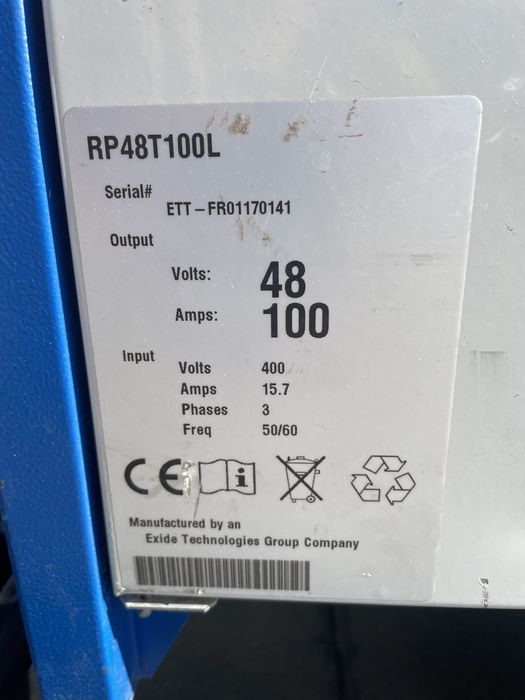 RP48T100L
Serial#
ETT – FR01170141
Output
Volts: 48
Amps: 100
Input
Volts 400
Amps 15.7
Phases 3
Freq 50/60
CE
i
Manufactured by an
Exide Technologies Group Company